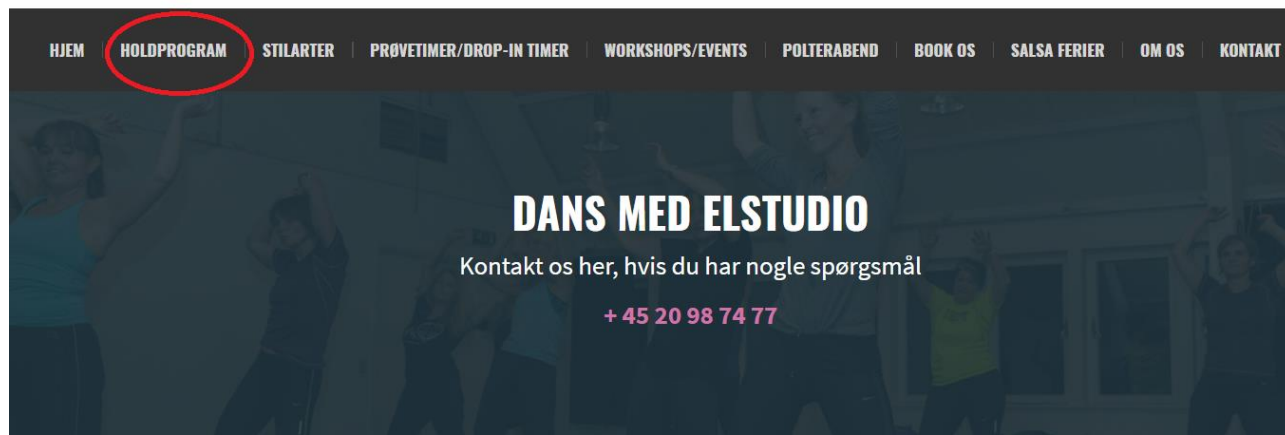 HJEM HOLDPROGRAM STILARTER PRØVETIMER/DROP-IN TIMER WORKSHOPS/EVENTS POLTERABEND BOOK OS SALSA FERIER OM OS KONTAKT
DANS MED ELSTUDIO
Kontakt os her, hvis du har nogle spørgsmål
+ 45 20 98 74 77